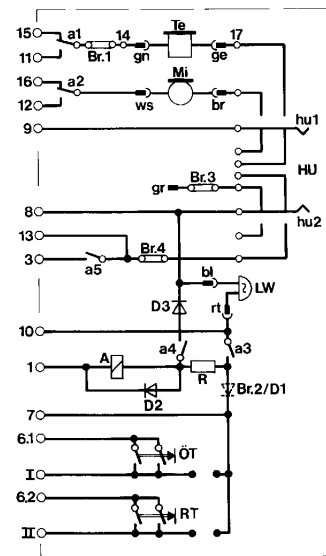 Te
15 a1 14 17
11 Br.1 gn ge
16 a2 Mi
12 ws br
9 hu1
HU
gr Br.3
8 hu2
13
3 a5 Br.4
bl
LW
D3 rt
10
a4 a3
1 A R
D2 Br.2/D1
7
6.1
ÖT
I
6.2
RT
II